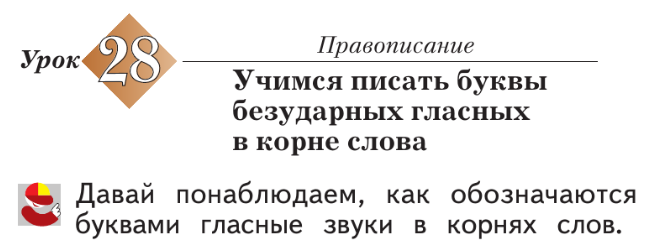 Урок 28
Правописание
Учимся писать буквы
безударных гласных
в корне слова
Давай понаблюдаем, как обозначаются
буквами гласные звуки в корнях слов.